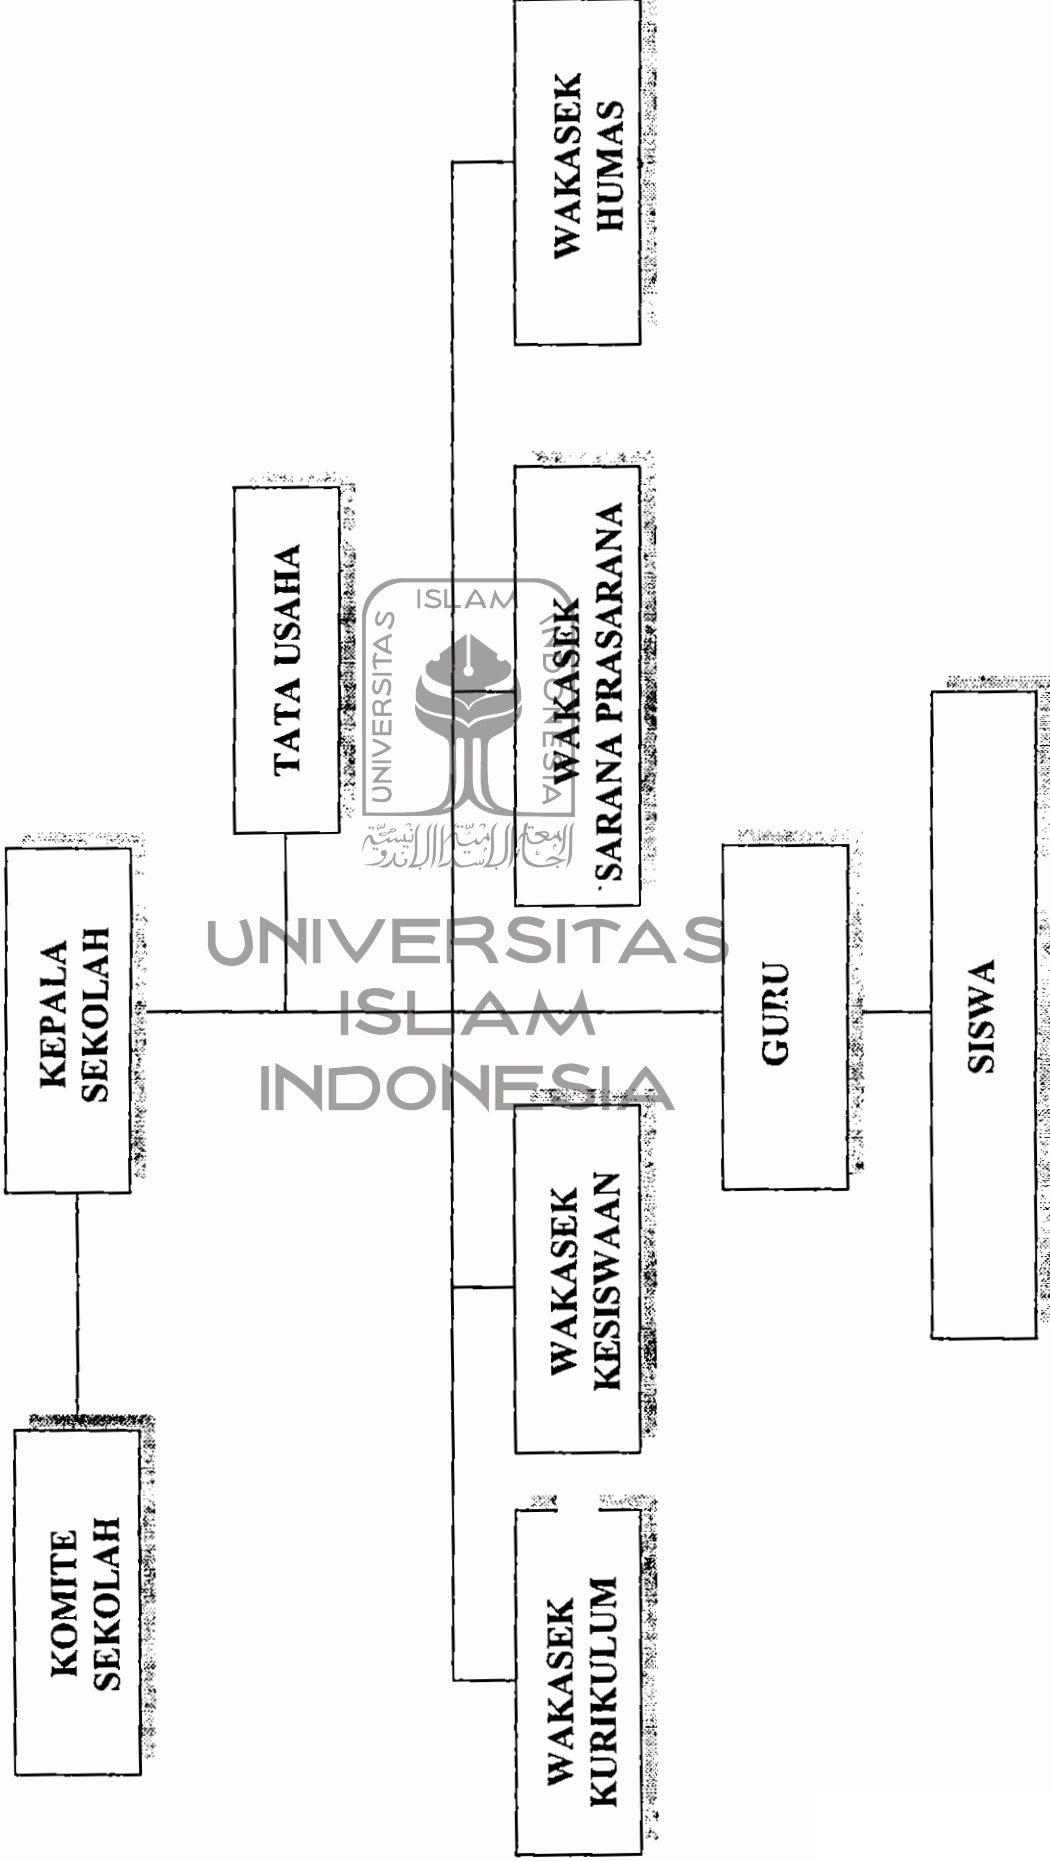 KOMITE
SEKOLAH
KEPALA
SEKOLAH
TATA USAHA
WAKASEK
KURIKULUM
WAKASEK
KESISWAAN
WAKASEK
SARANA PRASARANA
WAKASEK
HUMAS
GURU
SISWA
UNIVERSITAS
ISLAM
INDONESIA
UNIVERSITAS
ISLAM
INDONESIA